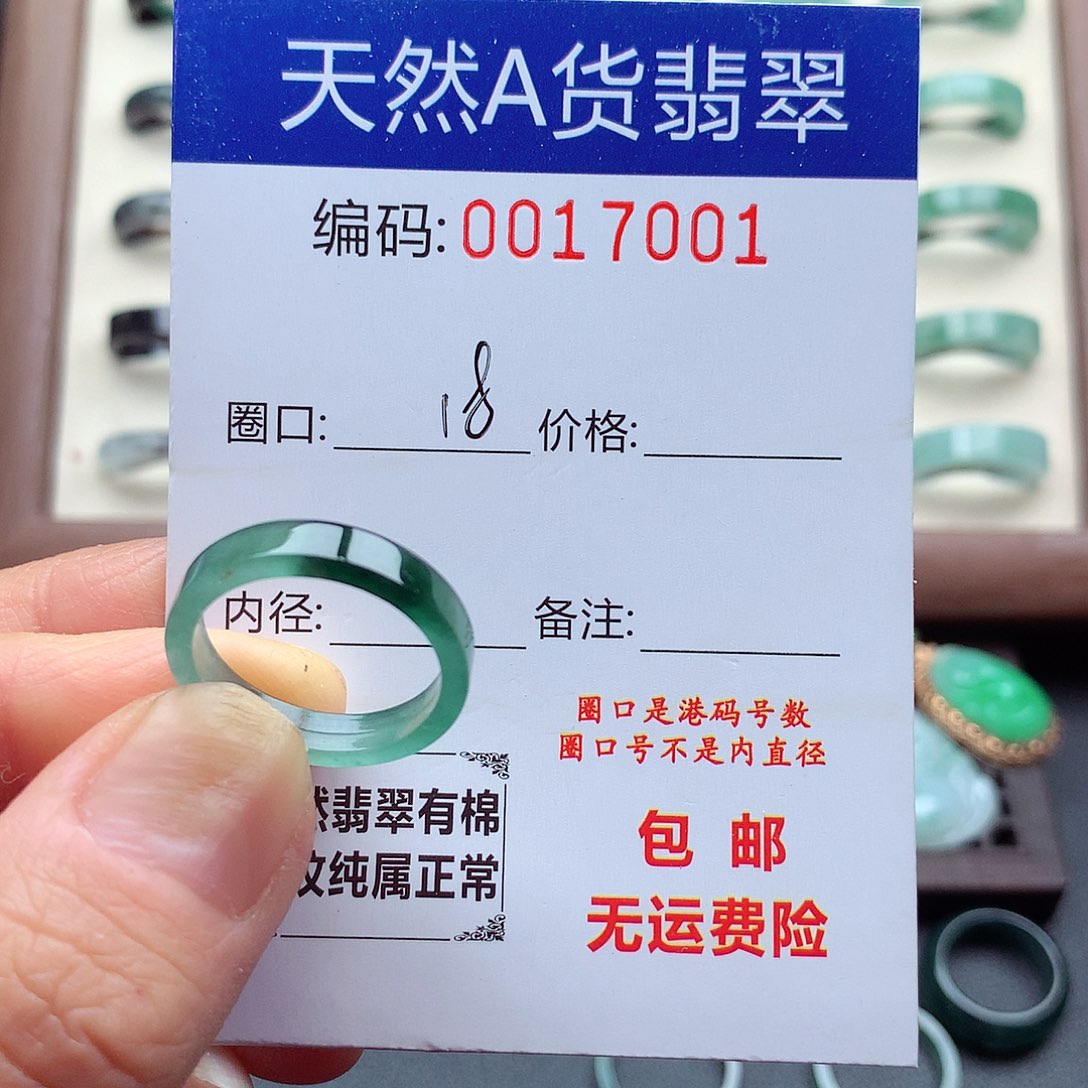 天然A货翡翠
编码:0017001
圈口: 18 价格:
内径: 备注:
圈口是港码号数
圈口号不是内直径
然翡翠有棉
纹纯属正常
包 邮
无运费险